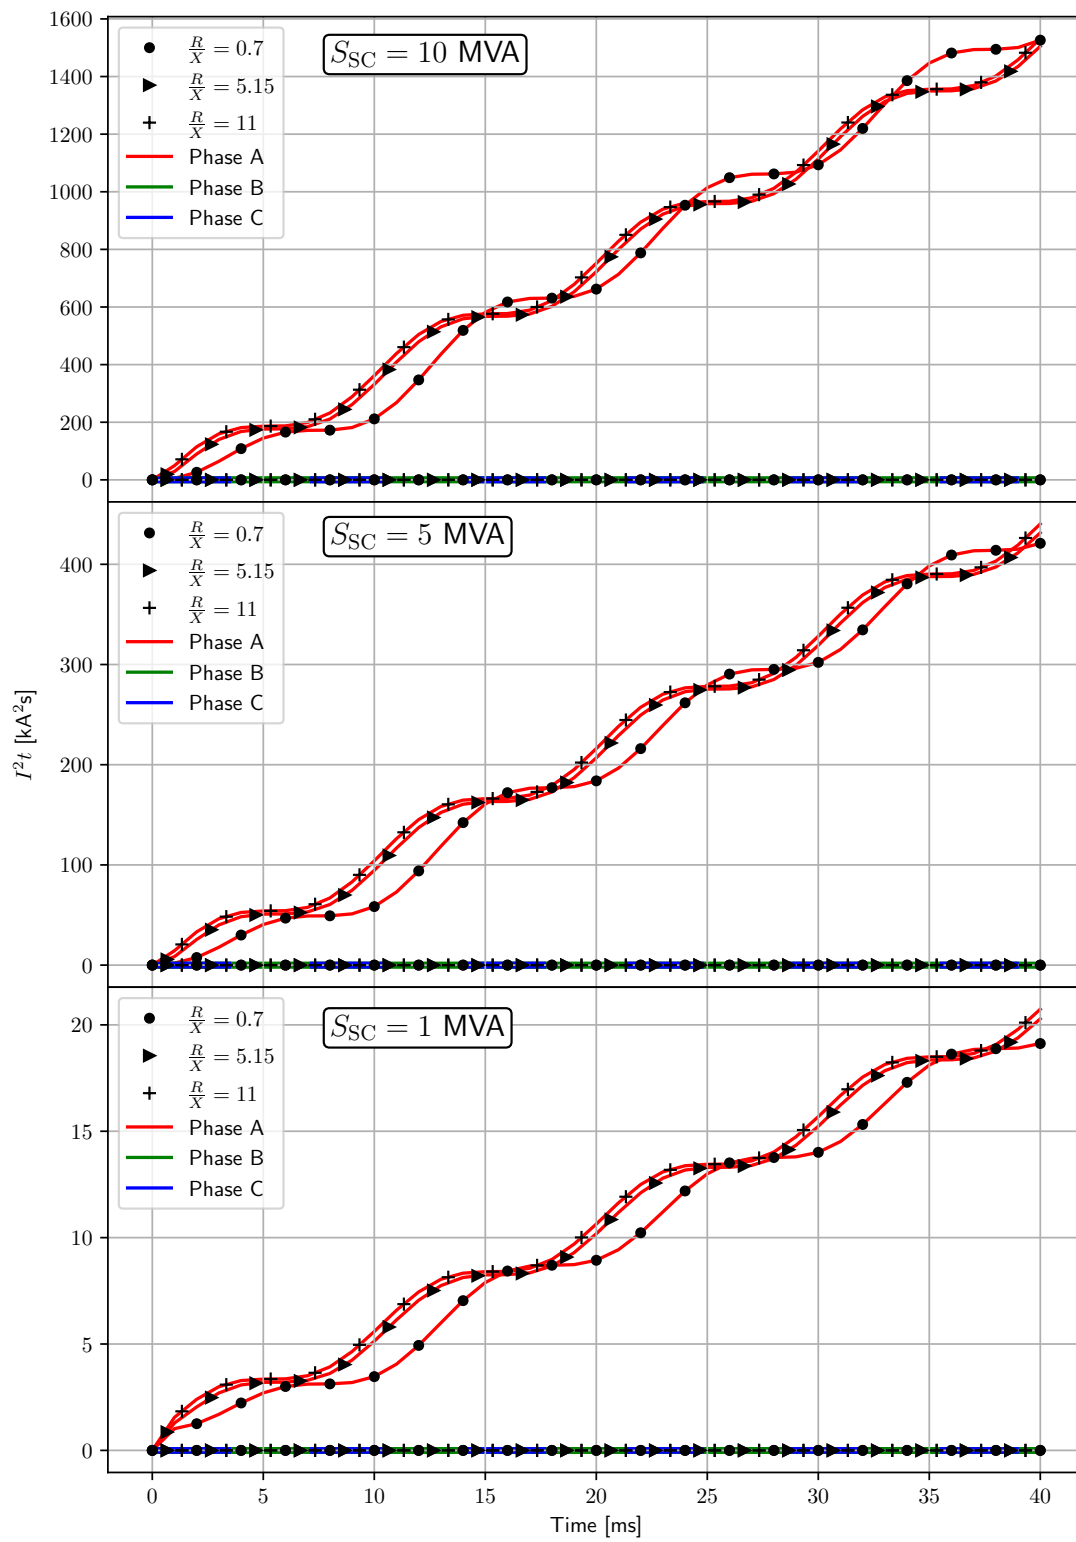 1600
1400
1200
1000
800
600
400
200
0
R/X = 0.7
R/X = 5.15
R/X = 11
Phase A
Phase B
Phase C
S_SC = 10 MVA
400
300
200
100
0
R/X = 0.7
R/X = 5.15
R/X = 11
Phase A
Phase B
Phase C
S_SC = 5 MVA
I²t [kA²s]
20
15
10
5
0
R/X = 0.7
R/X = 5.15
R/X = 11
Phase A
Phase B
Phase C
S_SC = 1 MVA
0 5 10 15 20 25 30 35 40
Time [ms]